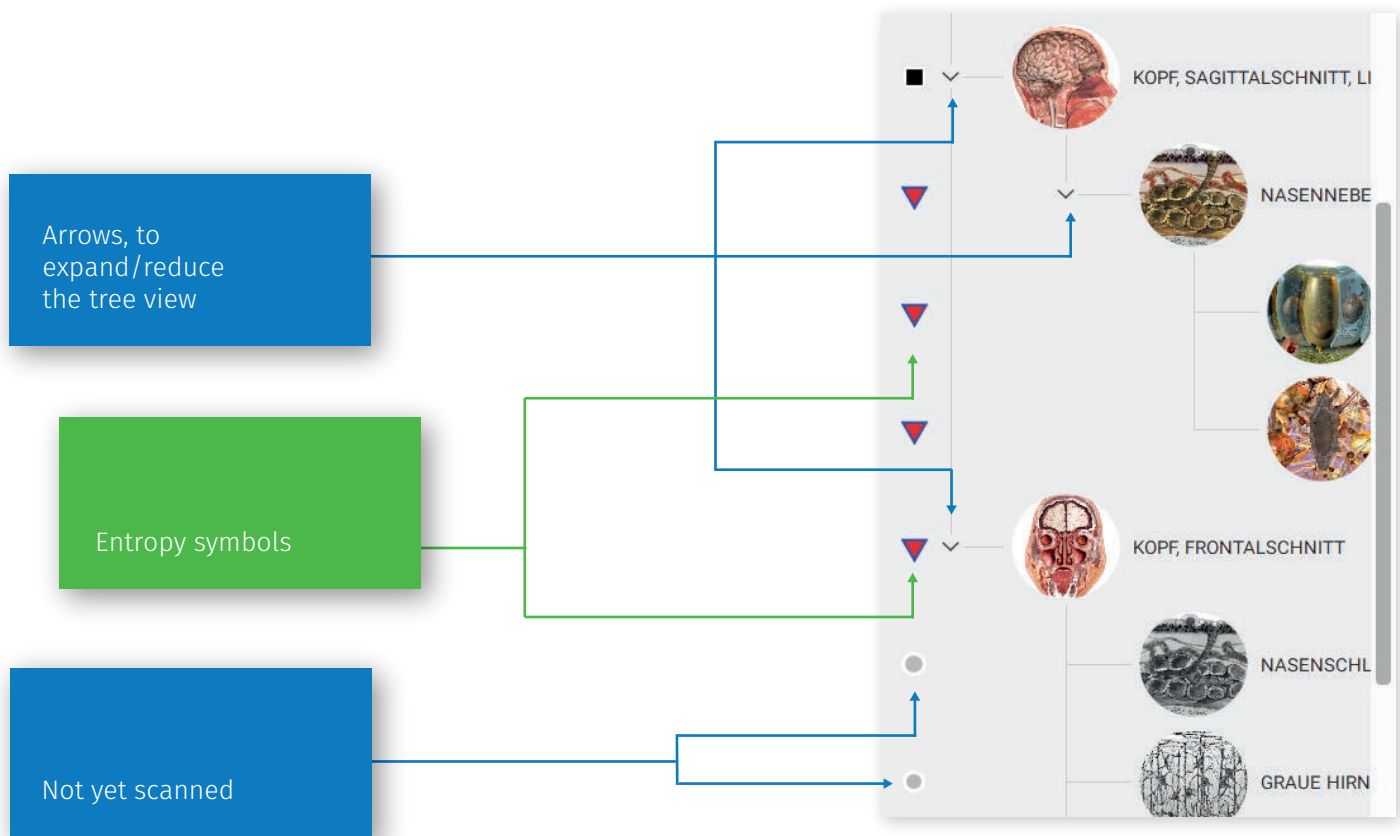 KOPF, SAGITTALSCHNITT, LI
Arrows, to
expand/reduce
the tree view
NASENNEBE
Entropy symbols
KOPF, FRONTALSCHNITT
NASENSCHL
Not yet scanned
GRAUE HIRN